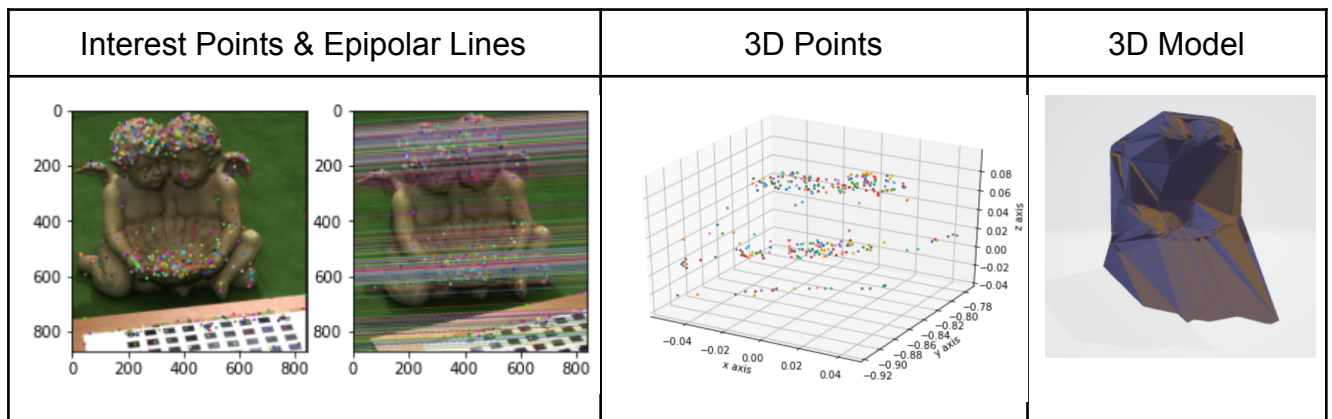 Interest Points & Epipolar Lines
3D Points
3D Model
0
200
400
600
800
0 200 400 600 800
0
200
400
600
800
0 200 400 600 800
0.08
0.06
0.04
0.02
0.00
−0.02
−0.04
z axis
−0.04 −0.02 0.00 0.02 0.04
x axis
−0.78
−0.80
−0.82
−0.84
−0.86
−0.88
−0.90
−0.92
y axis